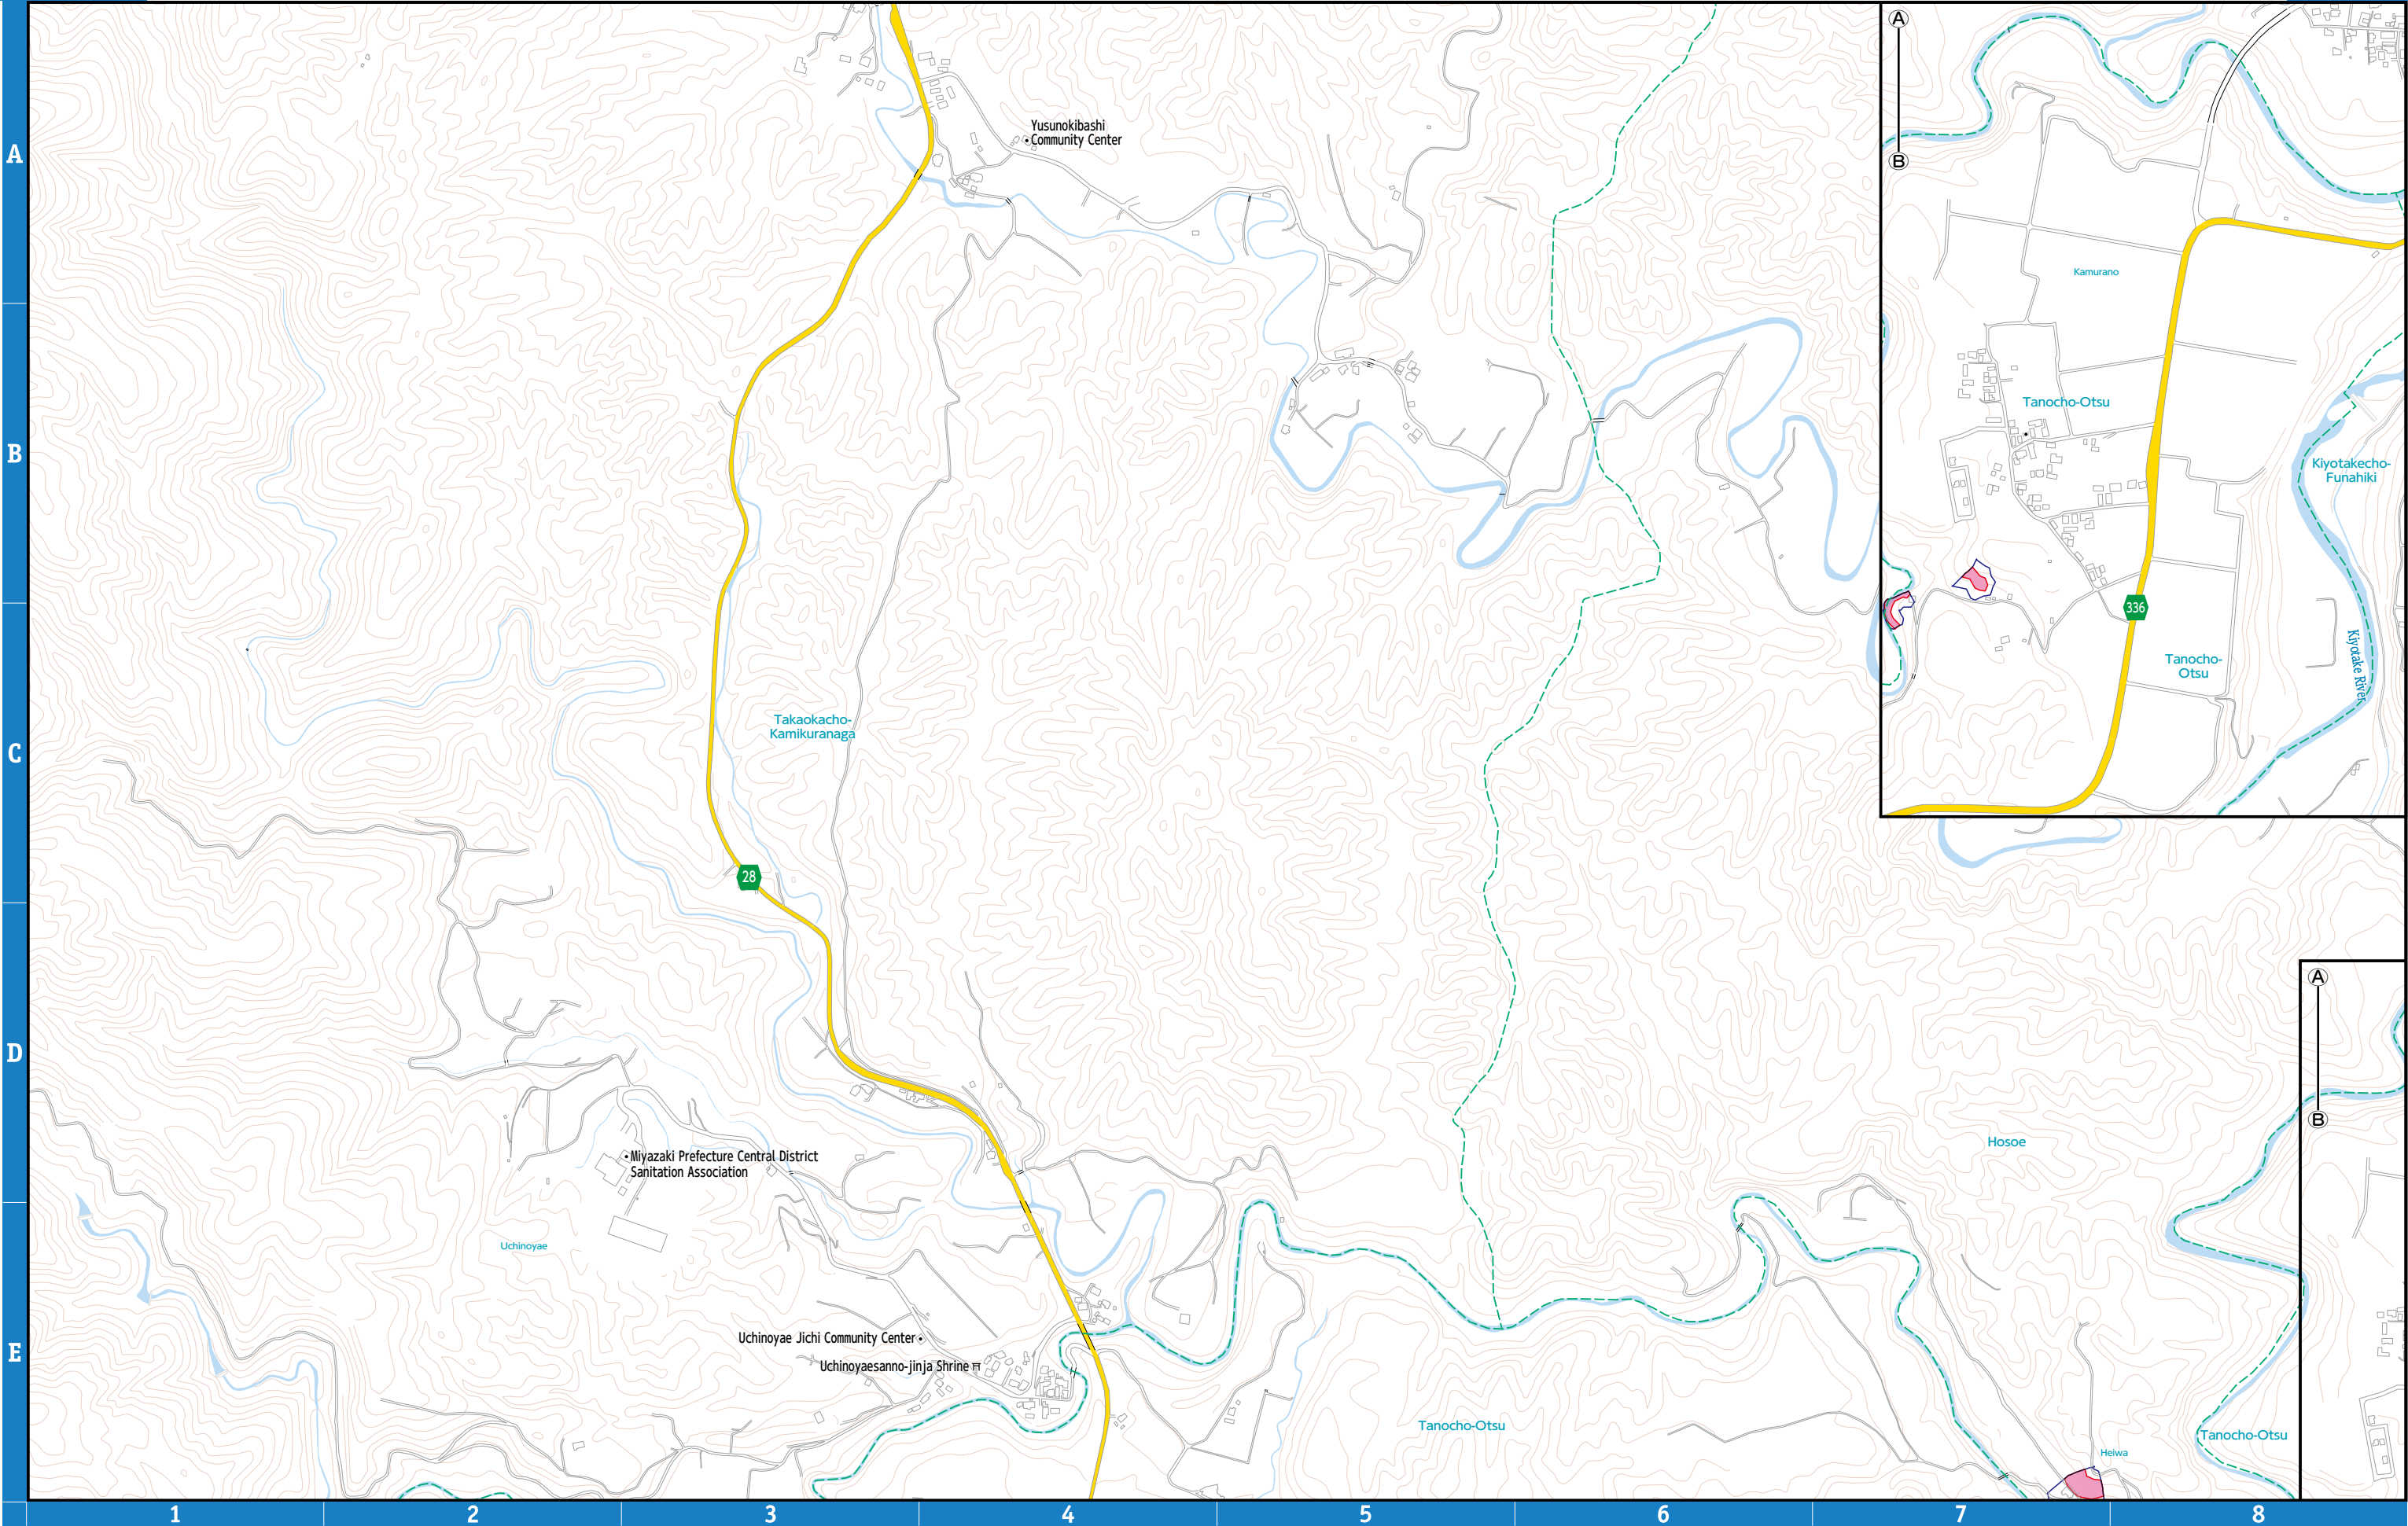 A
B
C
D
E
1
2
3
4
5
6
7
8
Yusunokibashi
Community Center
Takaokacho-
Kamikuranaga
28
Miyazaki Prefecture Central District
Sanitation Association
Uchinoyae
Uchinoyae Jichi Community Center
Uchinoyaesanno-jinja Shrine
Tanocho-Otsu
Hosoe
Heiwa
Tanocho-Otsu
A
B
Kamurano
Tanocho-Otsu
Kiyotakecho-
Funahiki
336
Tanocho-
Otsu
Kiyotake River
A
B